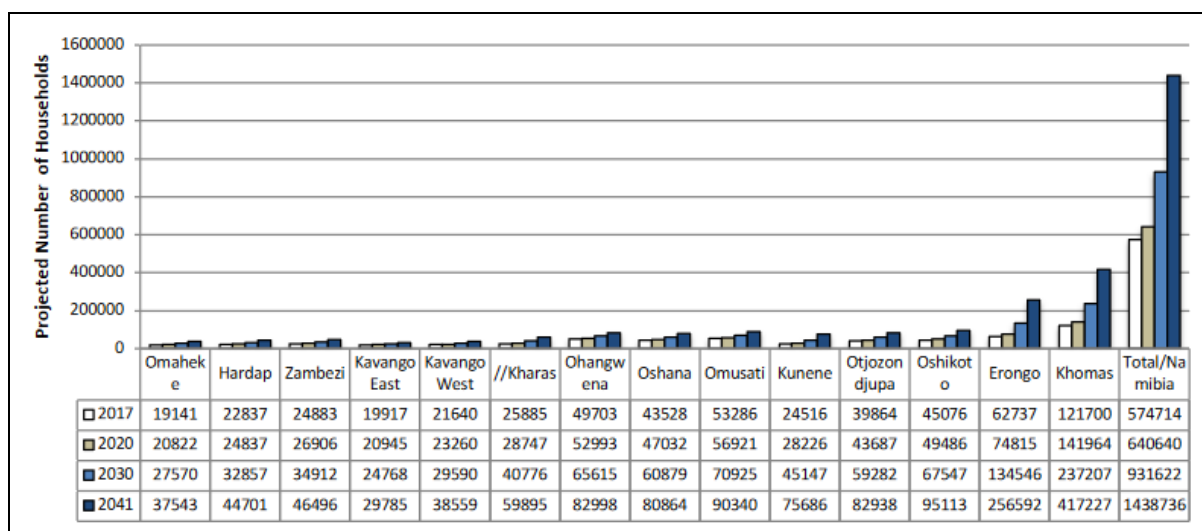 Projected Number of Households
1600000
1400000
1200000
1000000
800000
600000
400000
200000
0
Omahek
e
Hardap
Zambezi
Kavango
East
Kavango
West
//Kharas
Ohangw
ena
Oshana
Omusati
Kunene
Otjozon
djupa
Oshikot
o
Erongo
Khomas
Total/Na
mibia
2017 19141 22837 24883 19917 21640 25885 49703 43528 53286 24516 39864 45076 62737 121700 574714
2020 20822 24837 26906 20945 23260 28747 52993 47032 56921 28226 43687 49486 74815 141964 640640
2030 27570 32857 34912 24768 29590 40776 65615 60879 70925 45147 59282 67547 134546 237207 931622
2041 37543 44701 46496 29785 38559 59895 82998 80864 90340 75686 82938 95113 256592 417227 1438736